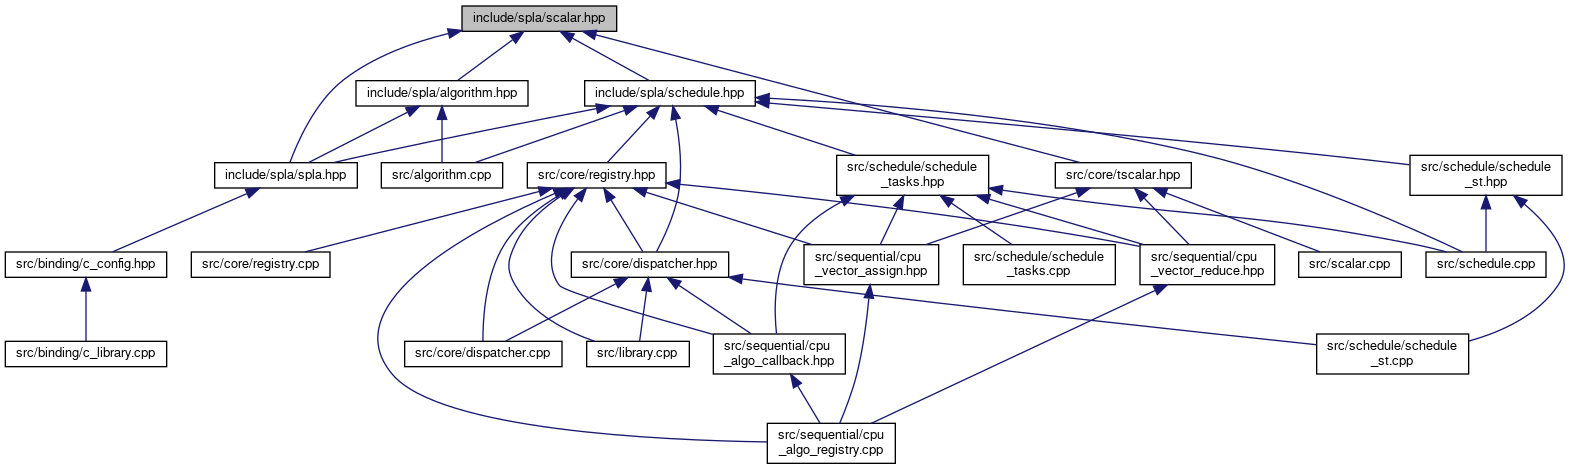 include/spla/scalar.hpp
include/spla/algorithm.hpp
include/spla/schedule.hpp
include/spla/spla.hpp
src/algorithm.cpp
src/core/registry.hpp
src/schedule/schedule
_tasks.hpp
src/core/tscalar.hpp
src/schedule/schedule
_st.hpp
src/binding/c_config.hpp
src/core/registry.cpp
src/core/dispatcher.hpp
src/sequential/cpu
_vector_assign.hpp
src/schedule/schedule
_tasks.cpp
src/sequential/cpu
_vector_reduce.hpp
src/scalar.cpp
src/schedule.cpp
src/binding/c_library.cpp
src/core/dispatcher.cpp
src/library.cpp
src/sequential/cpu
_algo_callback.hpp
src/schedule/schedule
_st.cpp
src/sequential/cpu
_algo_registry.cpp